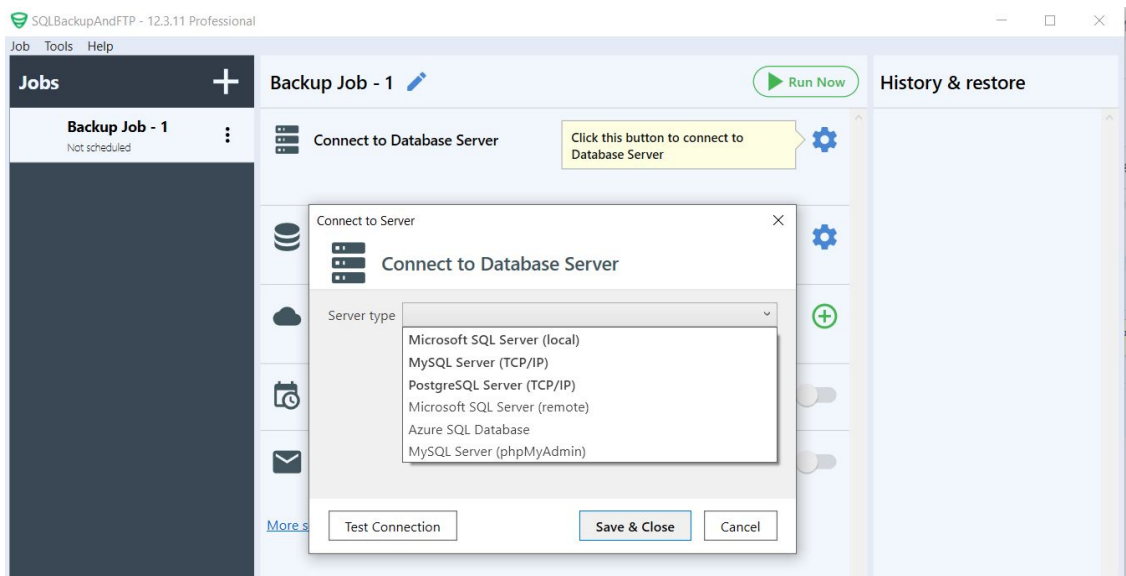 SQLBackupAndFTP - 12.3.11 Professional
Job Tools Help
Jobs
Backup Job - 1
Not scheduled
Backup Job - 1
Run Now
Connect to Database Server
Click this button to connect to
Database Server
History & restore
Connect to Server
Connect to Database Server
Server type
Microsoft SQL Server (local)
MySQL Server (TCP/IP)
PostgreSQL Server (TCP/IP)
Microsoft SQL Server (remote)
Azure SQL Database
MySQL Server (phpMyAdmin)
More s
Test Connection
Save & Close
Cancel